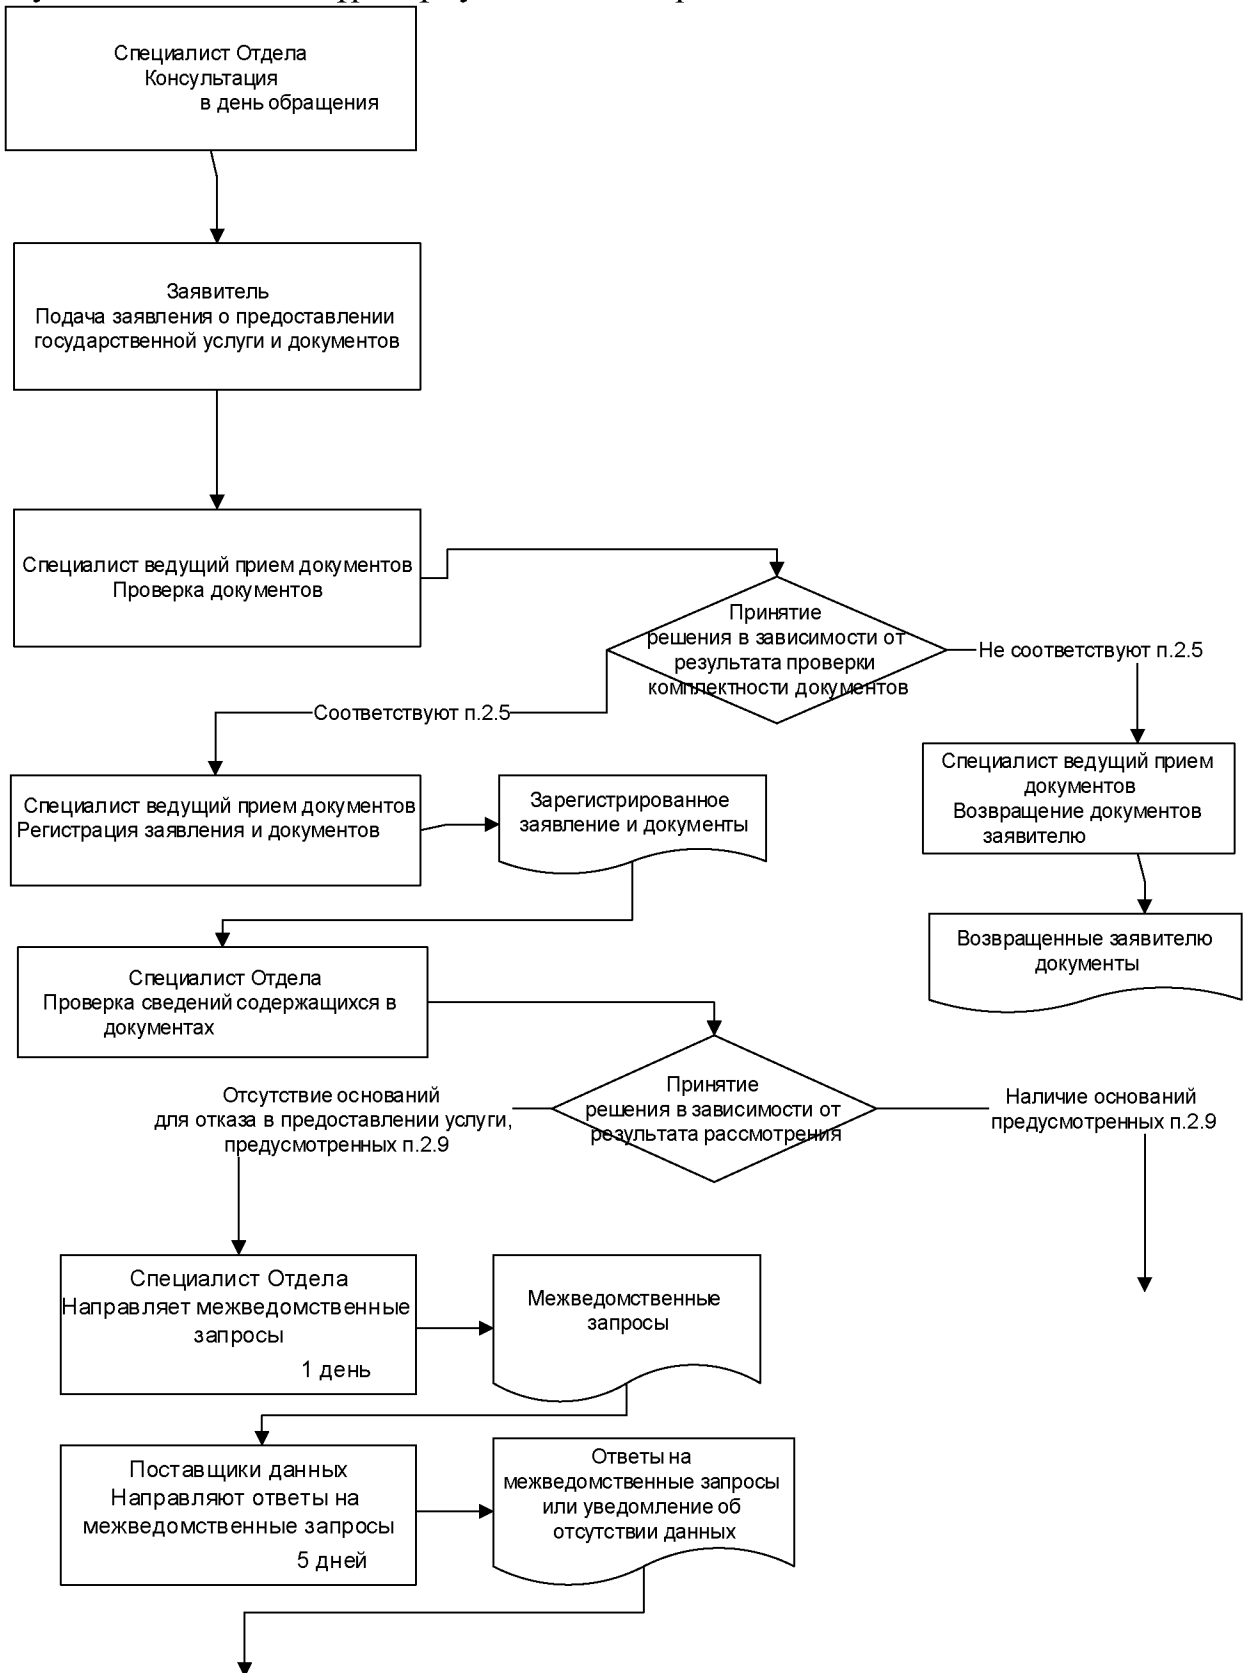 Специалист Отдела
Консультация
в день обращения
Заявитель
Подача заявления о предоставлении
государственной услуги и документов
Специалист ведущий прием документов
Проверка документов
Принятие
решения в зависимости от
результата проверки
комплектности документов
Не соответствуют п.2.5
Соответствуют п.2.5
Специалист ведущий прием
документов
Возвращение документов
заявителю
Специалист ведущий прием документов
Регистрация заявления и документов
Зарегистрированное
заявление и документы
Возвращенные заявителю
документы
Специалист Отдела
Проверка сведений содержащихся в
документах
Принятие
решения в зависимости от
результата рассмотрения
Отсутствие оснований
для отказа в предоставлении услуги,
предусмотренных п.2.9
Наличие оснований
предусмотренных п.2.9
Специалист Отдела
Направляет межведомственные
запросы
1 день
Межведомственные
запросы
Поставщики данных
Направляют ответы на
межведомственные запросы
5 дней
Ответы на
межведомственные запросы
или уведомление об
отсутствии данных